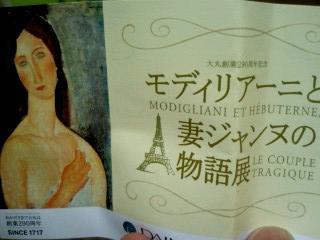 大丸創業290周年記念
モディリアーニと
MODIGLIANI ET HÉBUTERNE,
妻ジャンヌの
物語展
LE COUPLE
TRAGIQUE
創業290周年
SINCE 1717